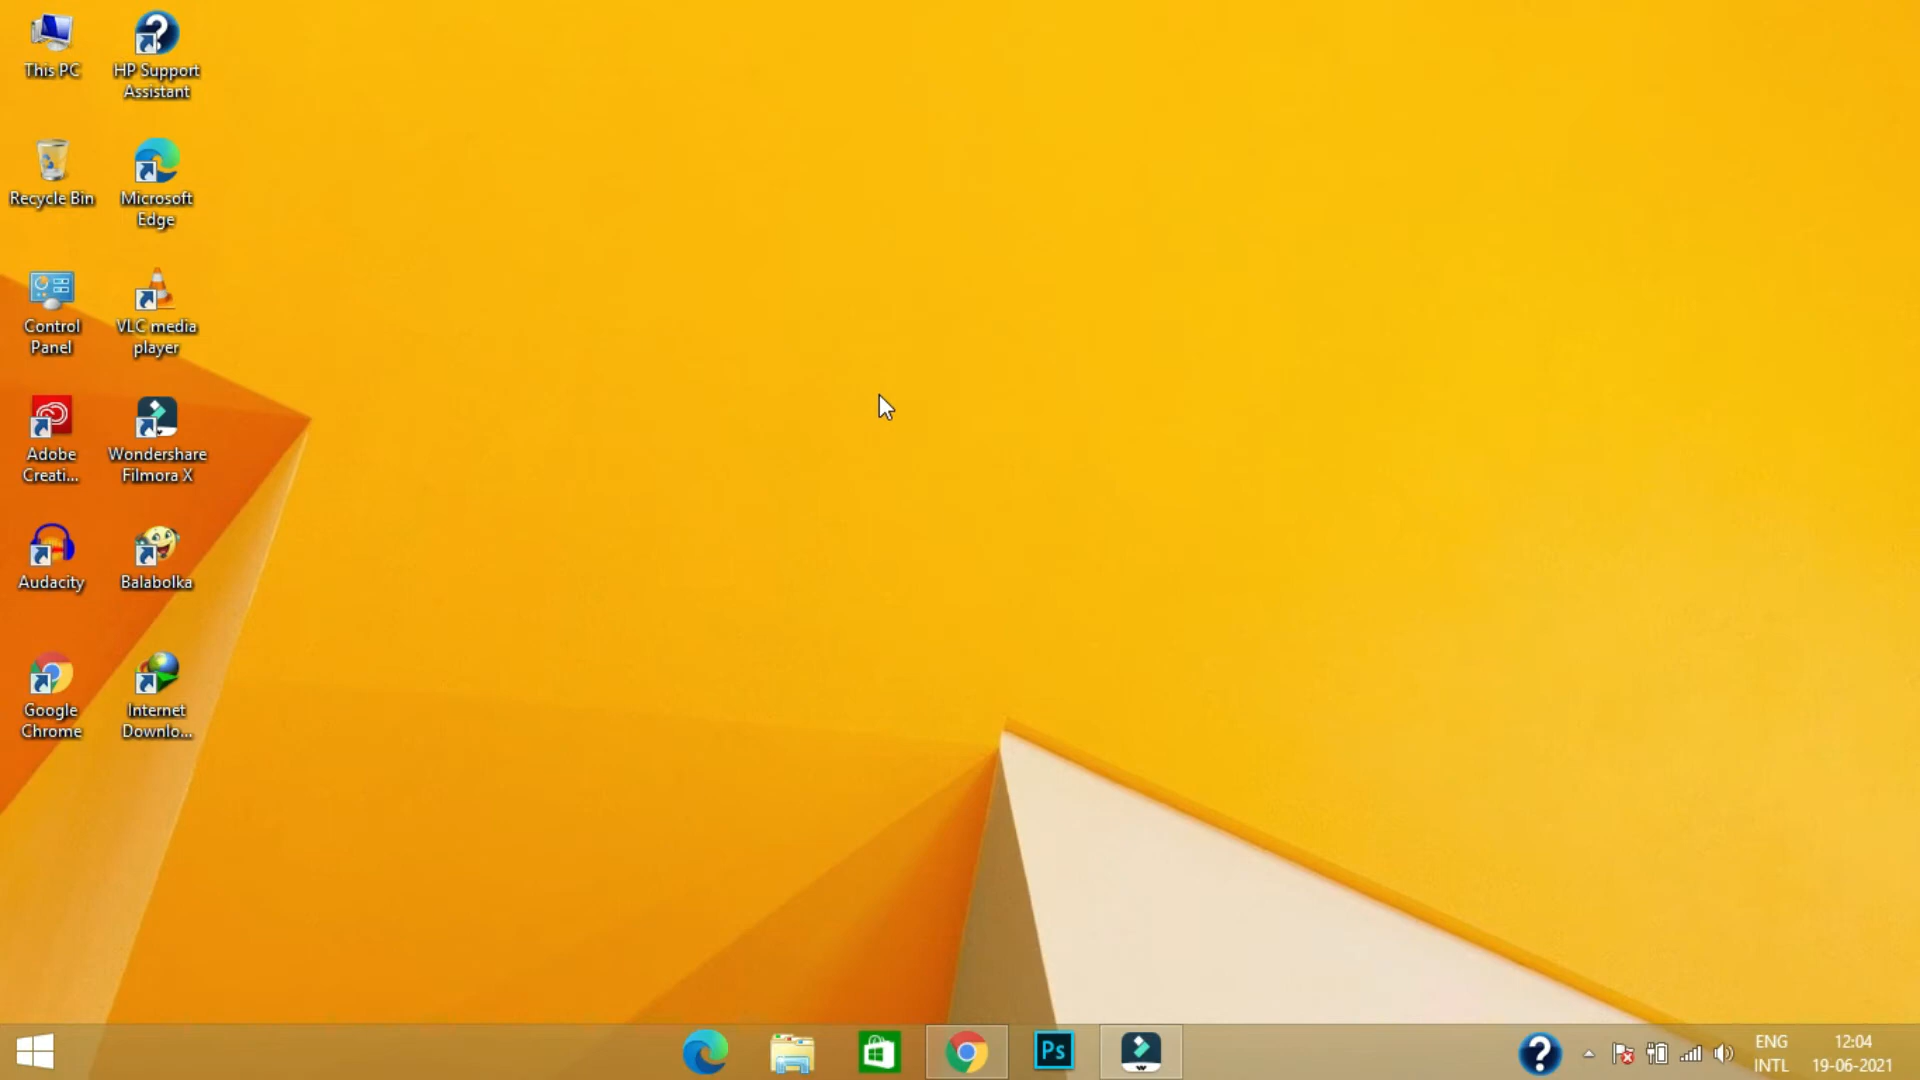 This PC
HP Support
Assistant
Recycle Bin
Microsoft
Edge
Control
Panel
VLC media
player
Adobe
Creati...
Wondershare
Filmora X
Audacity
Balabolka
Google
Chrome
Internet
Downlo...
Ps
ENG
INTL
12:04
19-06-2021